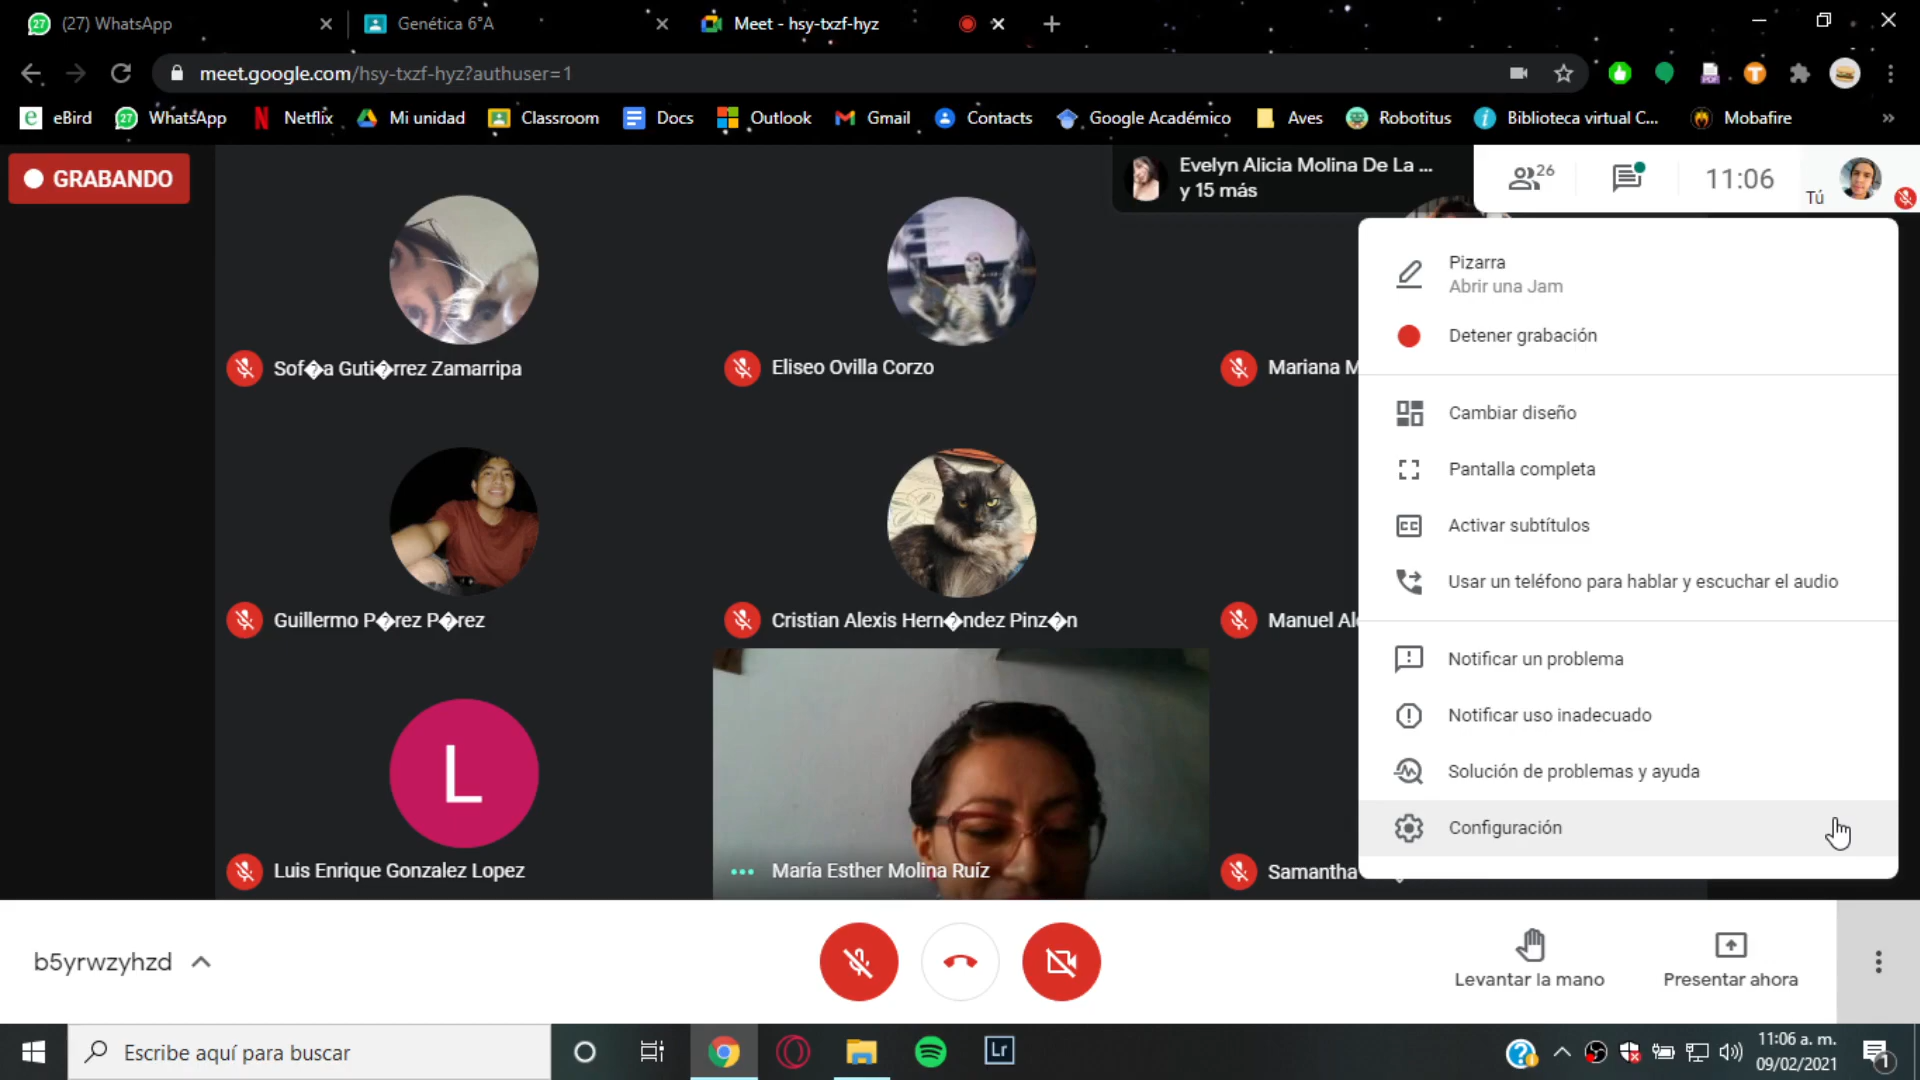 (27) WhatsApp
Genética 6°A
Meet - hsy-txzf-hyz
meet.google.com/hsy-txzf-hyz?authuser=1
eBird
WhatsApp
Netflix
Mi unidad
Classroom
Docs
Outlook
Gmail
Contacts
Google Académico
Aves
Robotitus
Biblioteca virtual C...
Mobafire
»
GRABANDO
Evelyn Alicia Molina De La ...
y 15 más
26
11:06
Tú
Sof�a Guti�rrez Zamarripa
Eliseo Ovilla Corzo
Mariana M
Guillermo P�rez P�rez
Cristian Alexis Hern�ndez Pinz�n
Manuel Al
L
Luis Enrique Gonzalez Lopez
María Esther Molina Ruíz
Samantha
Pizarra
Abrir una Jam
Detener grabación
Cambiar diseño
Pantalla completa
Activar subtítulos
Usar un teléfono para hablar y escuchar el audio
Notificar un problema
Notificar uso inadecuado
Solución de problemas y ayuda
Configuración
b5yrwzyhzd
Levantar la mano
Presentar ahora
Escribe aquí para buscar
Lr
11:06 a. m.
09/02/2021
1